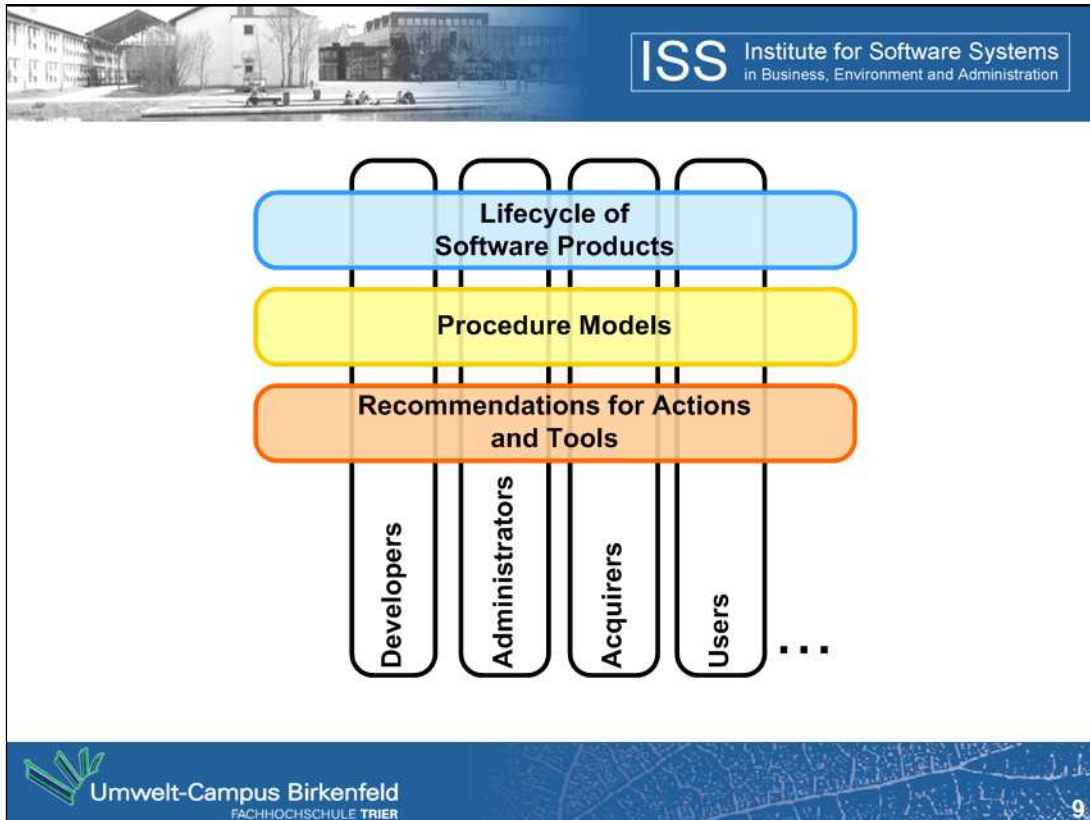 ISS Institute for Software Systems
in Business, Environment and Administration
Lifecycle of
Software Products
Procedure Models
Recommendations for Actions
and Tools
Developers
Administrators
Acquirers
Users
...
Umwelt-Campus Birkenfeld
FACHHOCHSCHULE TRIER
9